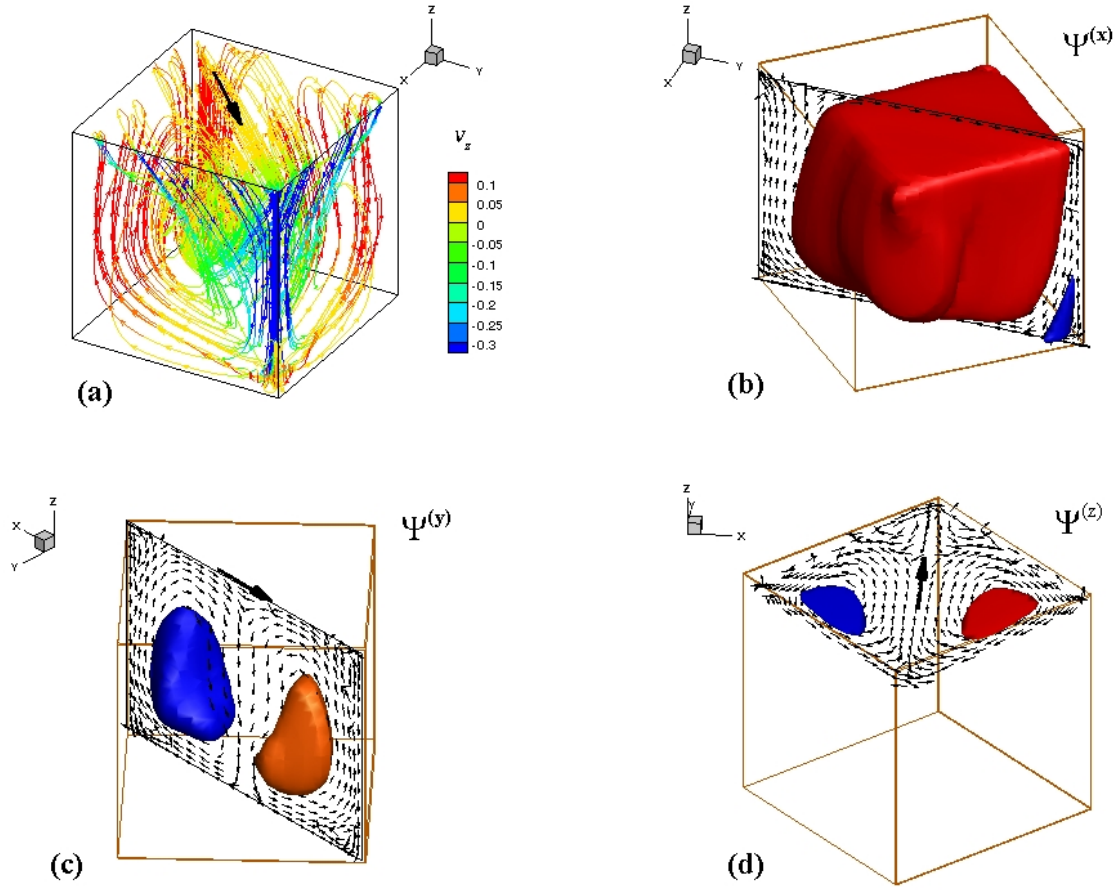 z
Y
X
v_z
0.1
0.05
0
-0.05
-0.1
-0.15
-0.2
-0.25
-0.3
(a)
z
Y
X
Ψ^(x)
(b)
z
X
Y
Ψ^(y)
(c)
z
Y
X
Ψ^(z)
(d)